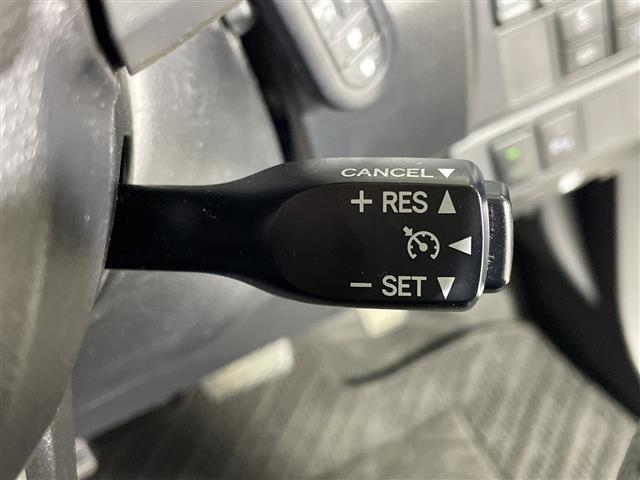 CANCEL▼
+ RES ▲
◀
− SET ▼